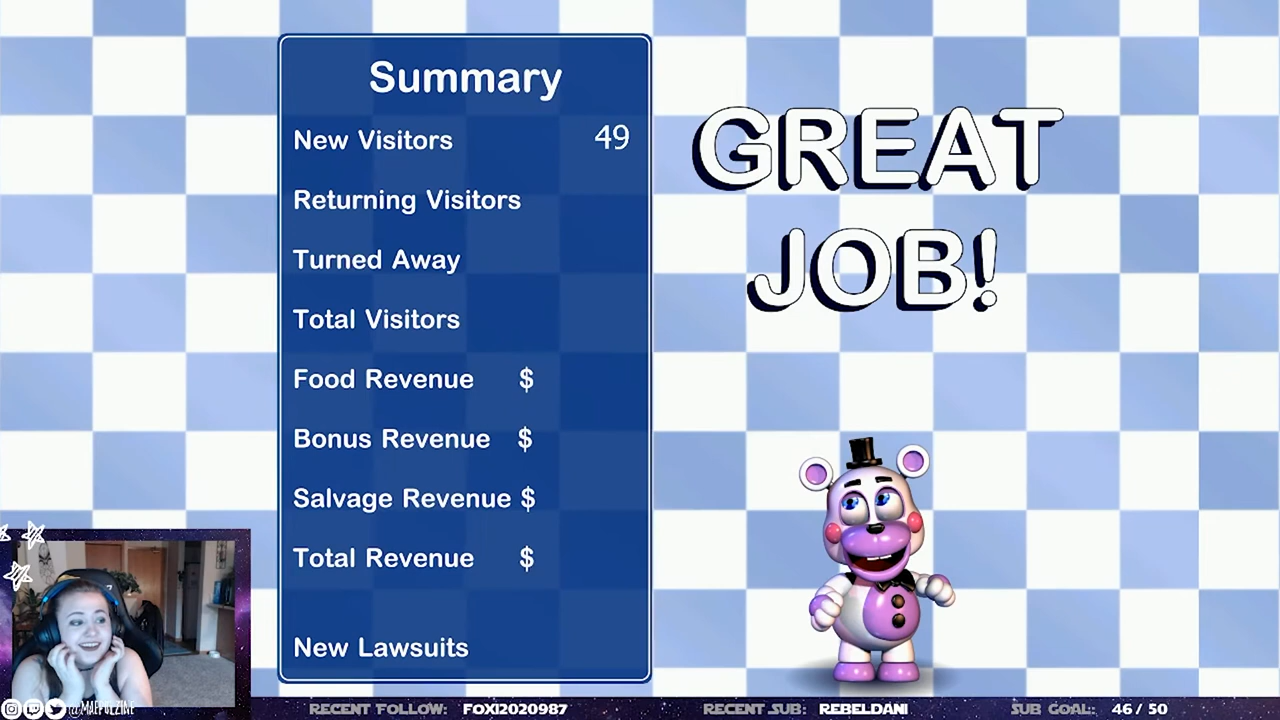 Summary
New Visitors 49
Returning Visitors
Turned Away
Total Visitors
Food Revenue $
Bonus Revenue $
Salvage Revenue $
Total Revenue $
New Lawsuits
GREAT
JOB!
RECENT FOLLOW: FOXI2020987
RECENT SUB: REBELDANI
SUB GOAL: 46 / 50